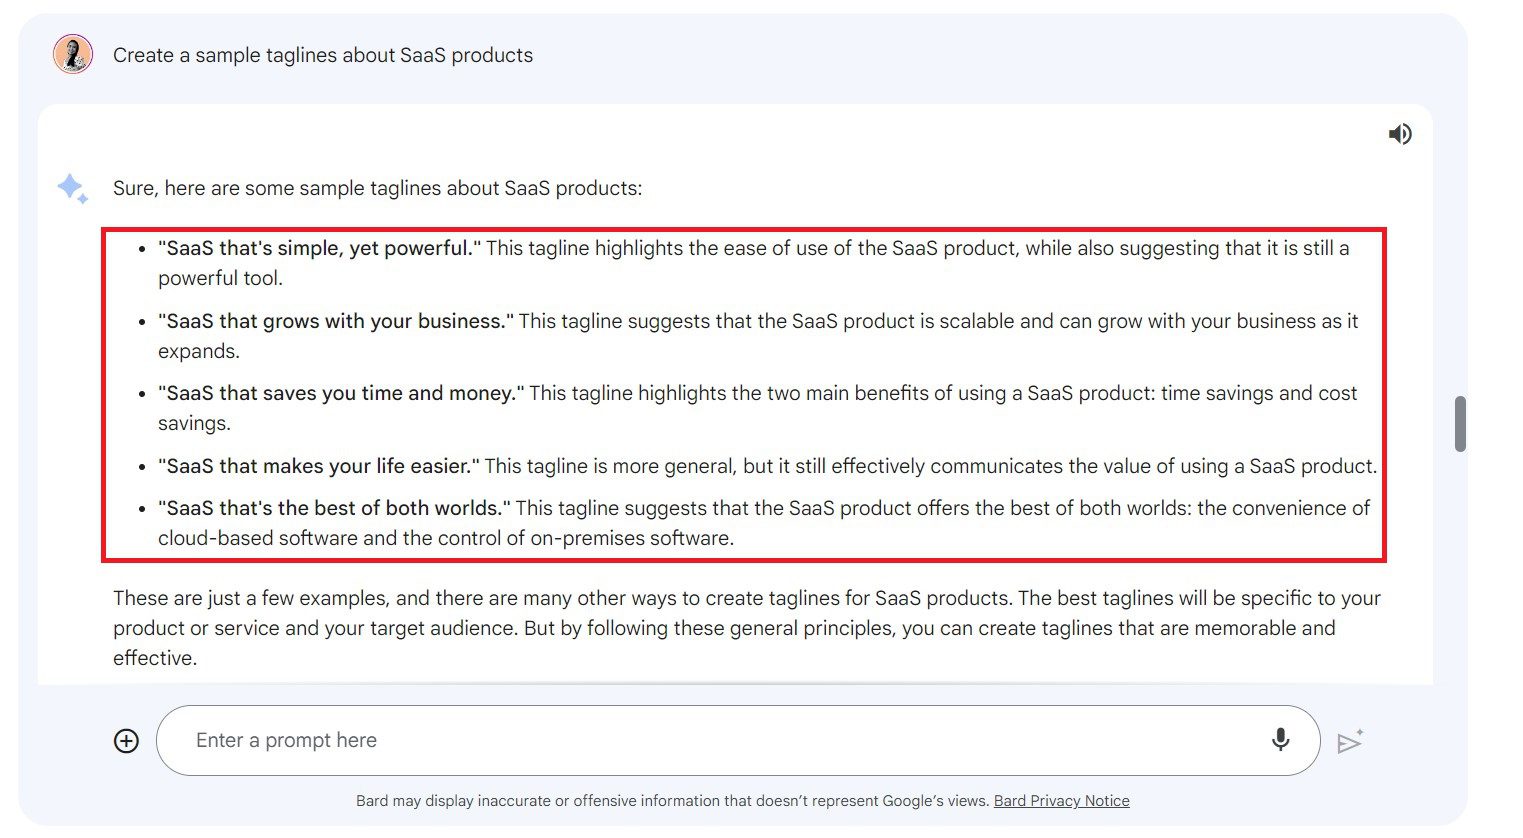 Create a sample taglines about SaaS products
Sure, here are some sample taglines about SaaS products:
• "SaaS that's simple, yet powerful." This tagline highlights the ease of use of the SaaS product, while also suggesting that it is still a
powerful tool.
• "SaaS that grows with your business." This tagline suggests that the SaaS product is scalable and can grow with your business as it
expands.
• "SaaS that saves you time and money." This tagline highlights the two main benefits of using a SaaS product: time savings and cost
savings.
• "SaaS that makes your life easier." This tagline is more general, but it still effectively communicates the value of using a SaaS product.
• "SaaS that's the best of both worlds." This tagline suggests that the SaaS product offers the best of both worlds: the convenience of
cloud-based software and the control of on-premises software.
These are just a few examples, and there are many other ways to create taglines for SaaS products. The best taglines will be specific to your
product or service and your target audience. But by following these general principles, you can create taglines that are memorable and
effective.
Enter a prompt here
Bard may display inaccurate or offensive information that doesn’t represent Google’s views. Bard Privacy Notice